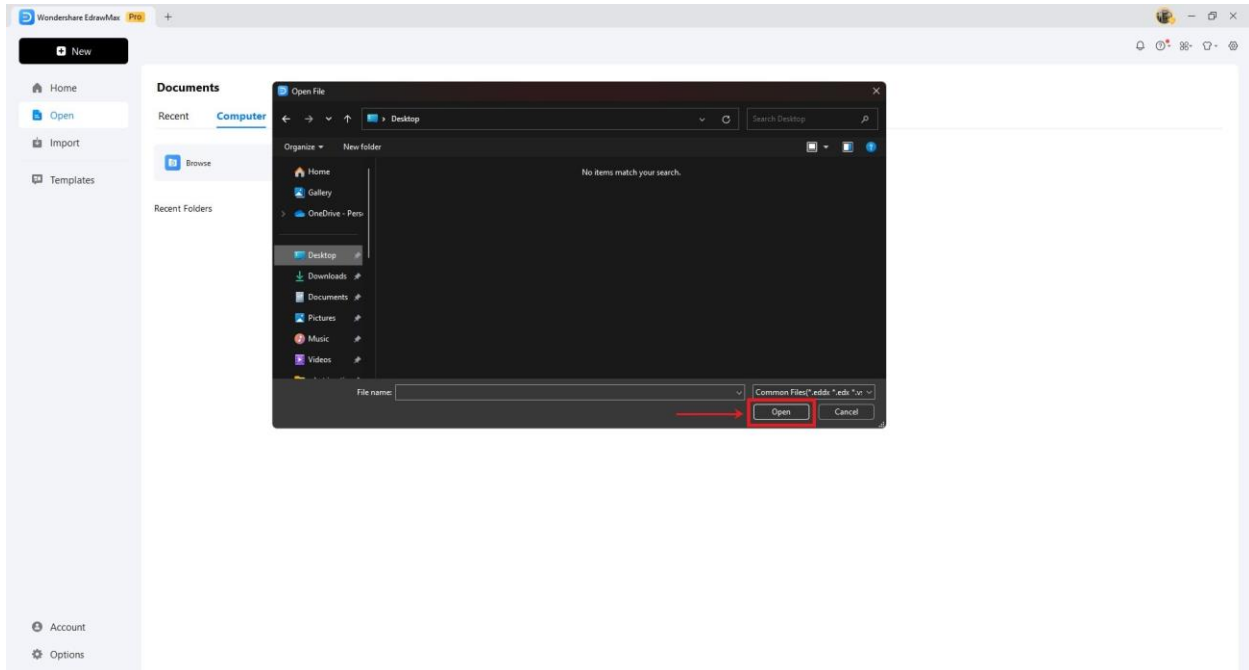 Wondershare EdrawMax Pro
New
Home
Open
Import
Templates
Account
Options
Documents
Recent Computer
Browse
Recent Folders
Open File
Desktop
Search Desktop
Organize New folder
Home
Gallery
OneDrive - Pers
Desktop
Downloads
Documents
Pictures
Music
Videos
No items match your search.
File name:
Common Files(*.eddx *.edx *.vs
Open Cancel